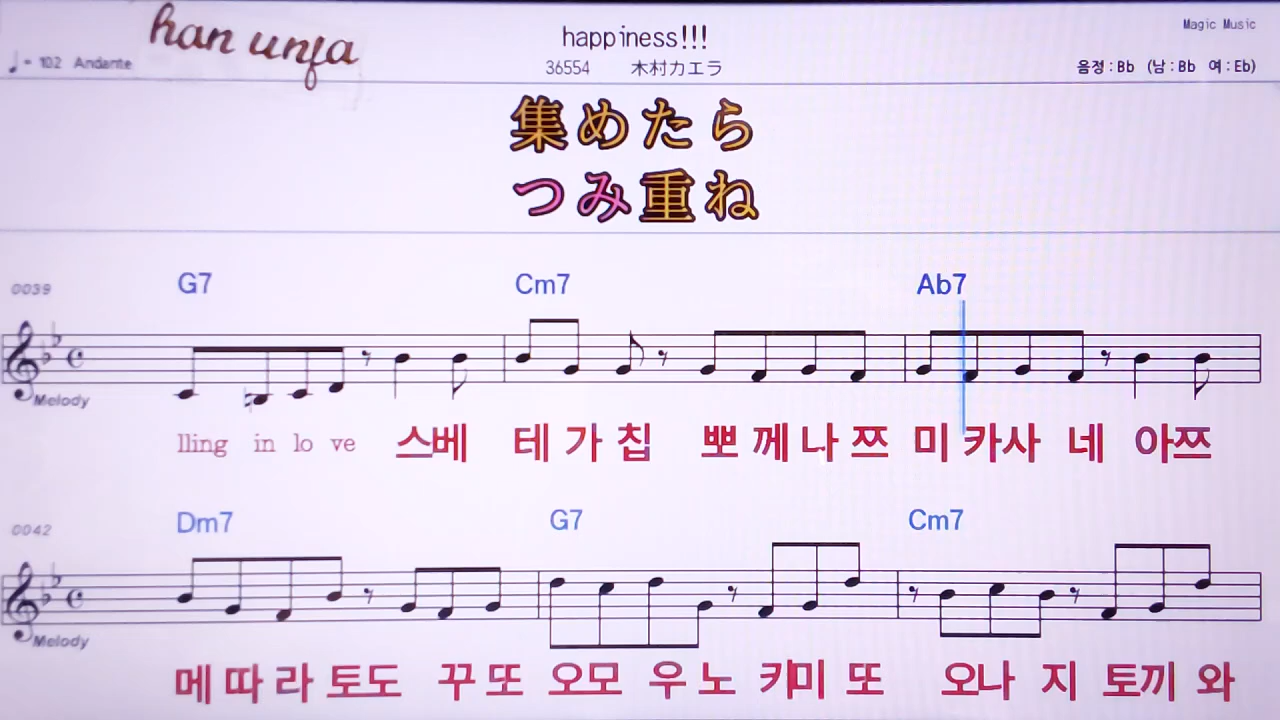 han unfa
happiness!!!
Magic Music
♩= 102 Andante
36554 木村カエラ
음정:Bb (남:Bb 여:Eb)
集めたら
つみ重ね
0039 G7 Cm7 Ab7
Melody
lling in lo ve 스베 테 가 칩 뽀 께 나 쯔 미 카사 네 아쯔
0042 Dm7 G7 Cm7
Melody
메 따 라 토도 꾸 또 오모 우 노 키미 또 오나 지 토끼 와